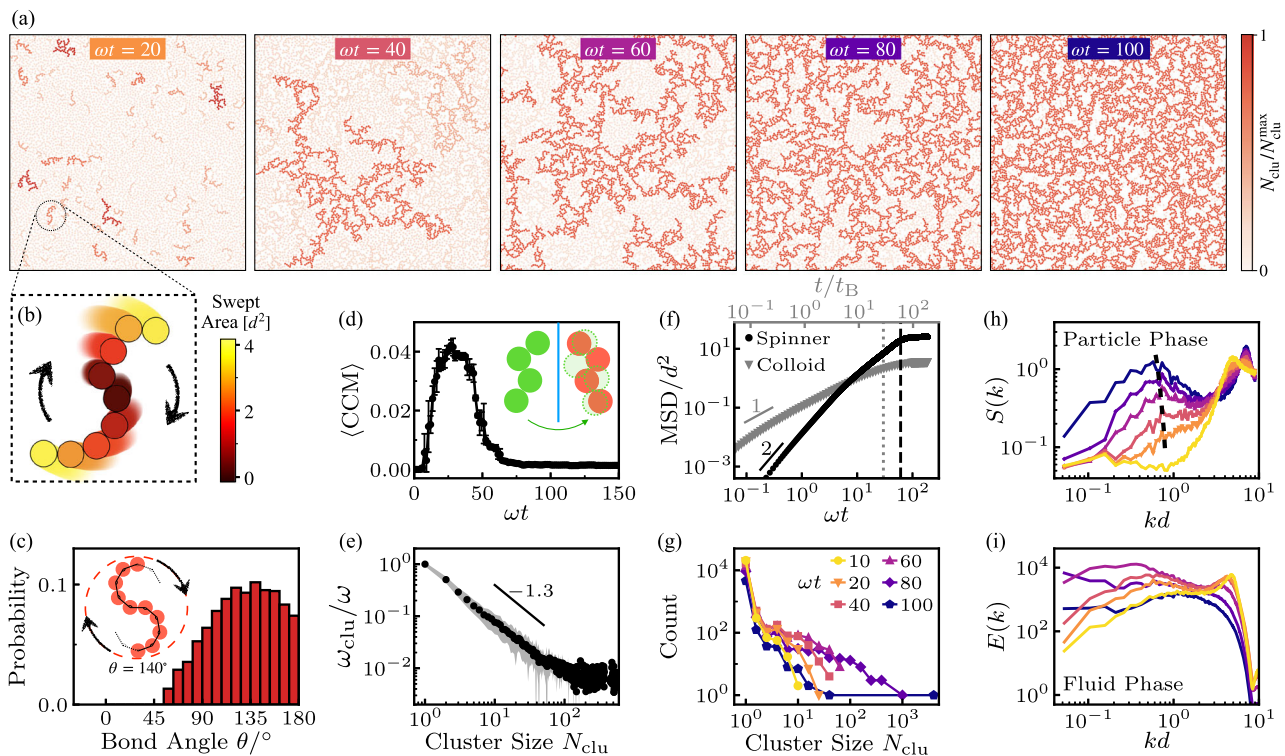 (a)
ωt = 20
ωt = 40
ωt = 60
ωt = 80
ωt = 100
1
N_clu/N_clu^max
0
(b)
Swept
Area [d²]
4
2
0
(c)
Probability
0.1
0.0
θ = 140°
0 45 90 135 180
Bond Angle θ/°
(d)
⟨CCM⟩
0.04
0.02
0.00
0 50 100 150
ωt
(e)
ω_clu/ω
10⁰
10⁻¹
10⁻²
−1.3
10⁰ 10¹ 10²
Cluster Size N_clu
(f)
t/t_B
10⁻¹ 10⁰ 10¹ 10²
Spinner
Colloid
MSD/d²
10¹
10⁻¹
10⁻³
1
2
10⁻¹ 10⁰ 10¹ 10²
ωt
(g)
Count
10⁴
10²
10⁰
ωt
10 60
20 80
40 100
10⁰ 10¹ 10² 10³
Cluster Size N_clu
(h)
Particle Phase
S(k)
10⁰
10⁻¹
10⁻¹ 10⁰ 10¹
kd
(i)
E(k)
10⁴
10²
10⁰
Fluid Phase
10⁻¹ 10⁰ 10¹
kd